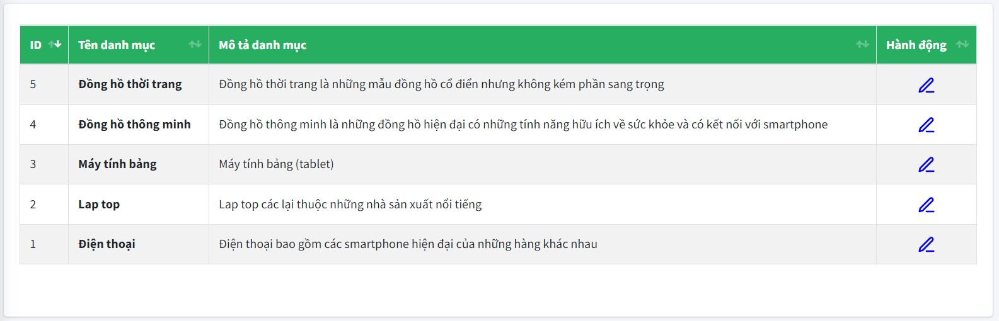 ID Tên danh mục Mô tả danh mục Hành động
5 Đồng hồ thời trang Đồng hồ thời trang là những mẫu đồng hồ cổ điển nhưng không kém phần sang trọng
4 Đồng hồ thông minh Đồng hồ thông minh là những đồng hồ hiện đại có những tính năng hữu ích về sức khỏe và có kết nối với smartphone
3 Máy tính bảng Máy tính bảng (tablet)
2 Lap top Lap top các lại thuộc những nhà sản xuất nổi tiếng
1 Điện thoại Điện thoại bao gồm các smartphone hiện đại của những hàng khác nhau